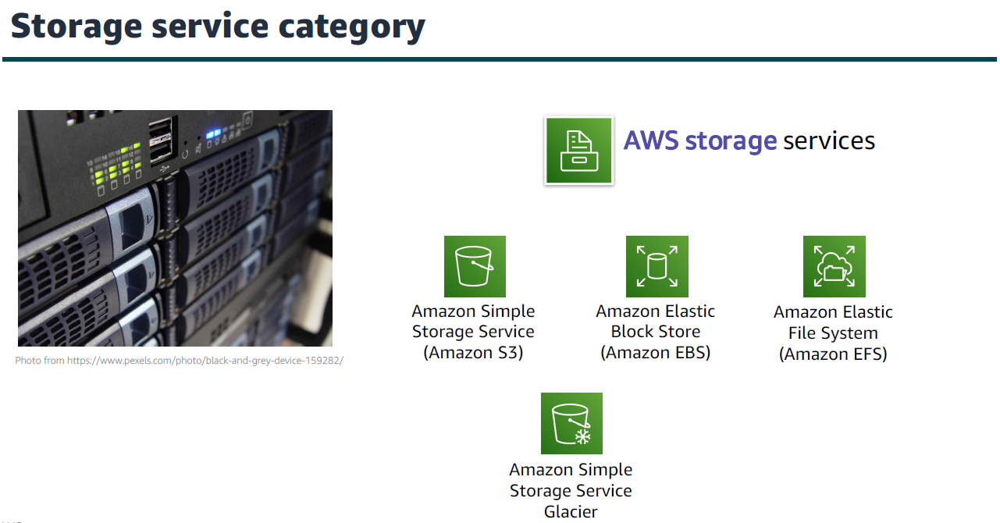 Storage service category
AWS storage services
Photo from https://www.pexels.com/photo/black-and-grey-device-159282/
Amazon Simple
Storage Service
(Amazon S3)
Amazon Elastic
Block Store
(Amazon EBS)
Amazon Elastic
File System
(Amazon EFS)
Amazon Simple
Storage Service
Glacier